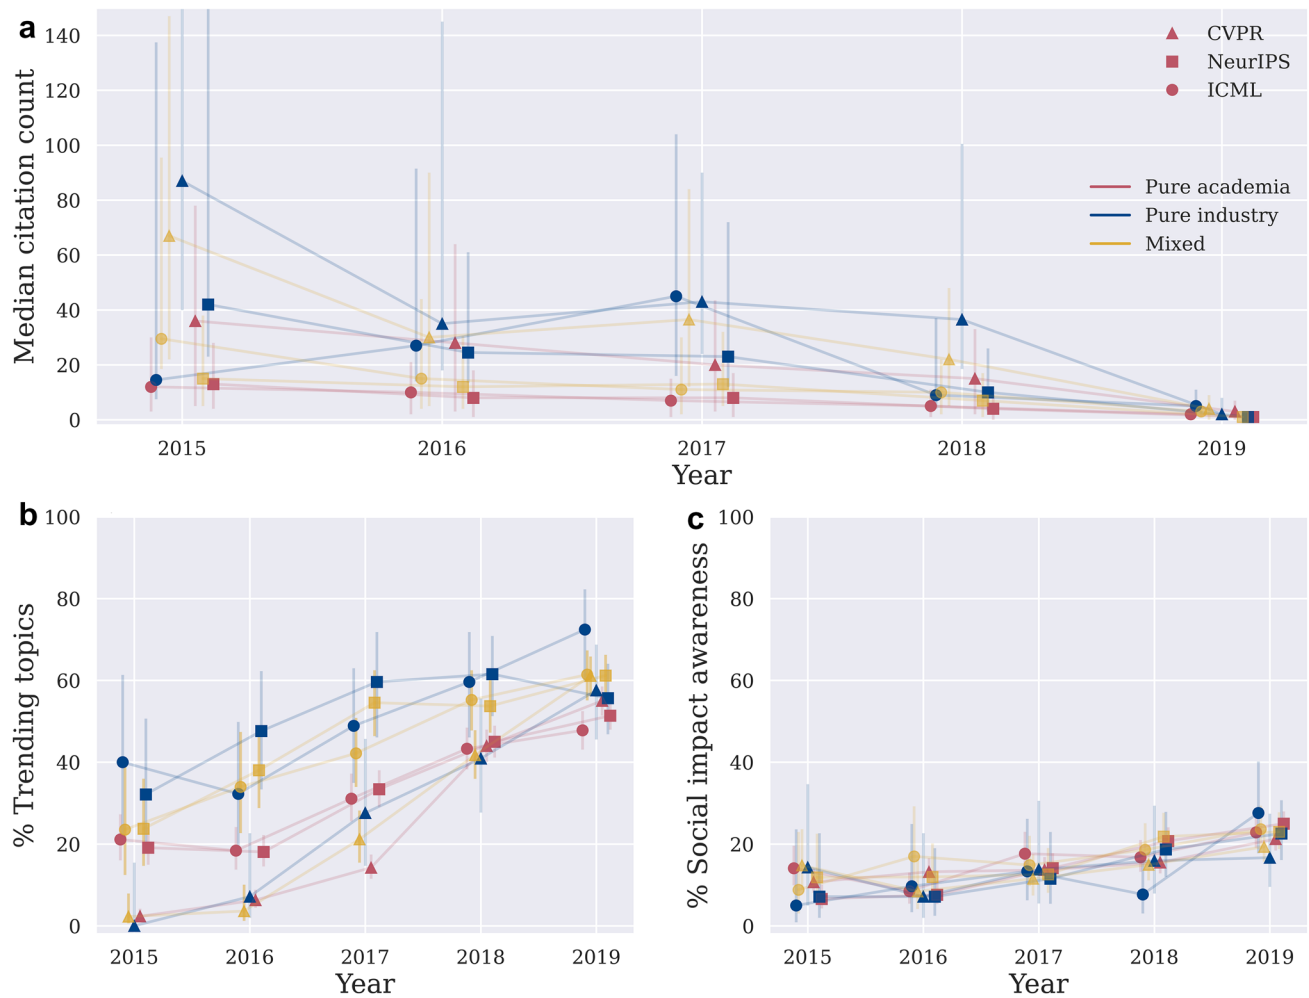 a
140
120
100
80
60
40
20
0
Median citation count
CVPR
NeurIPS
ICML
Pure academia
Pure industry
Mixed
2015 2016 2017 2018 2019
Year
b
100
80
60
40
20
0
% Trending topics
2015 2016 2017 2018 2019
Year
c
100
80
60
40
20
0
% Social impact awareness
2015 2016 2017 2018 2019
Year